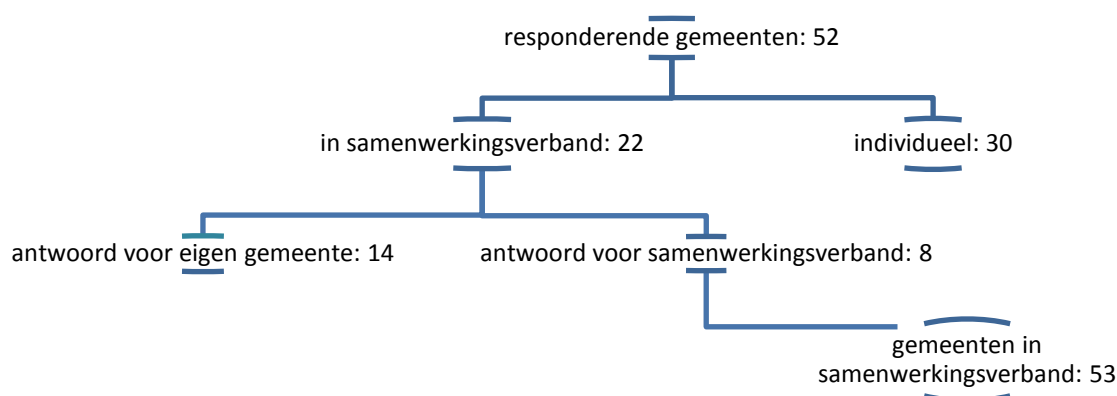 responderende gemeenten: 52
in samenwerkingsverband: 22
individueel: 30
antwoord voor eigen gemeente: 14
antwoord voor samenwerkingsverband: 8
gemeenten in
samenwerkingsverband: 53